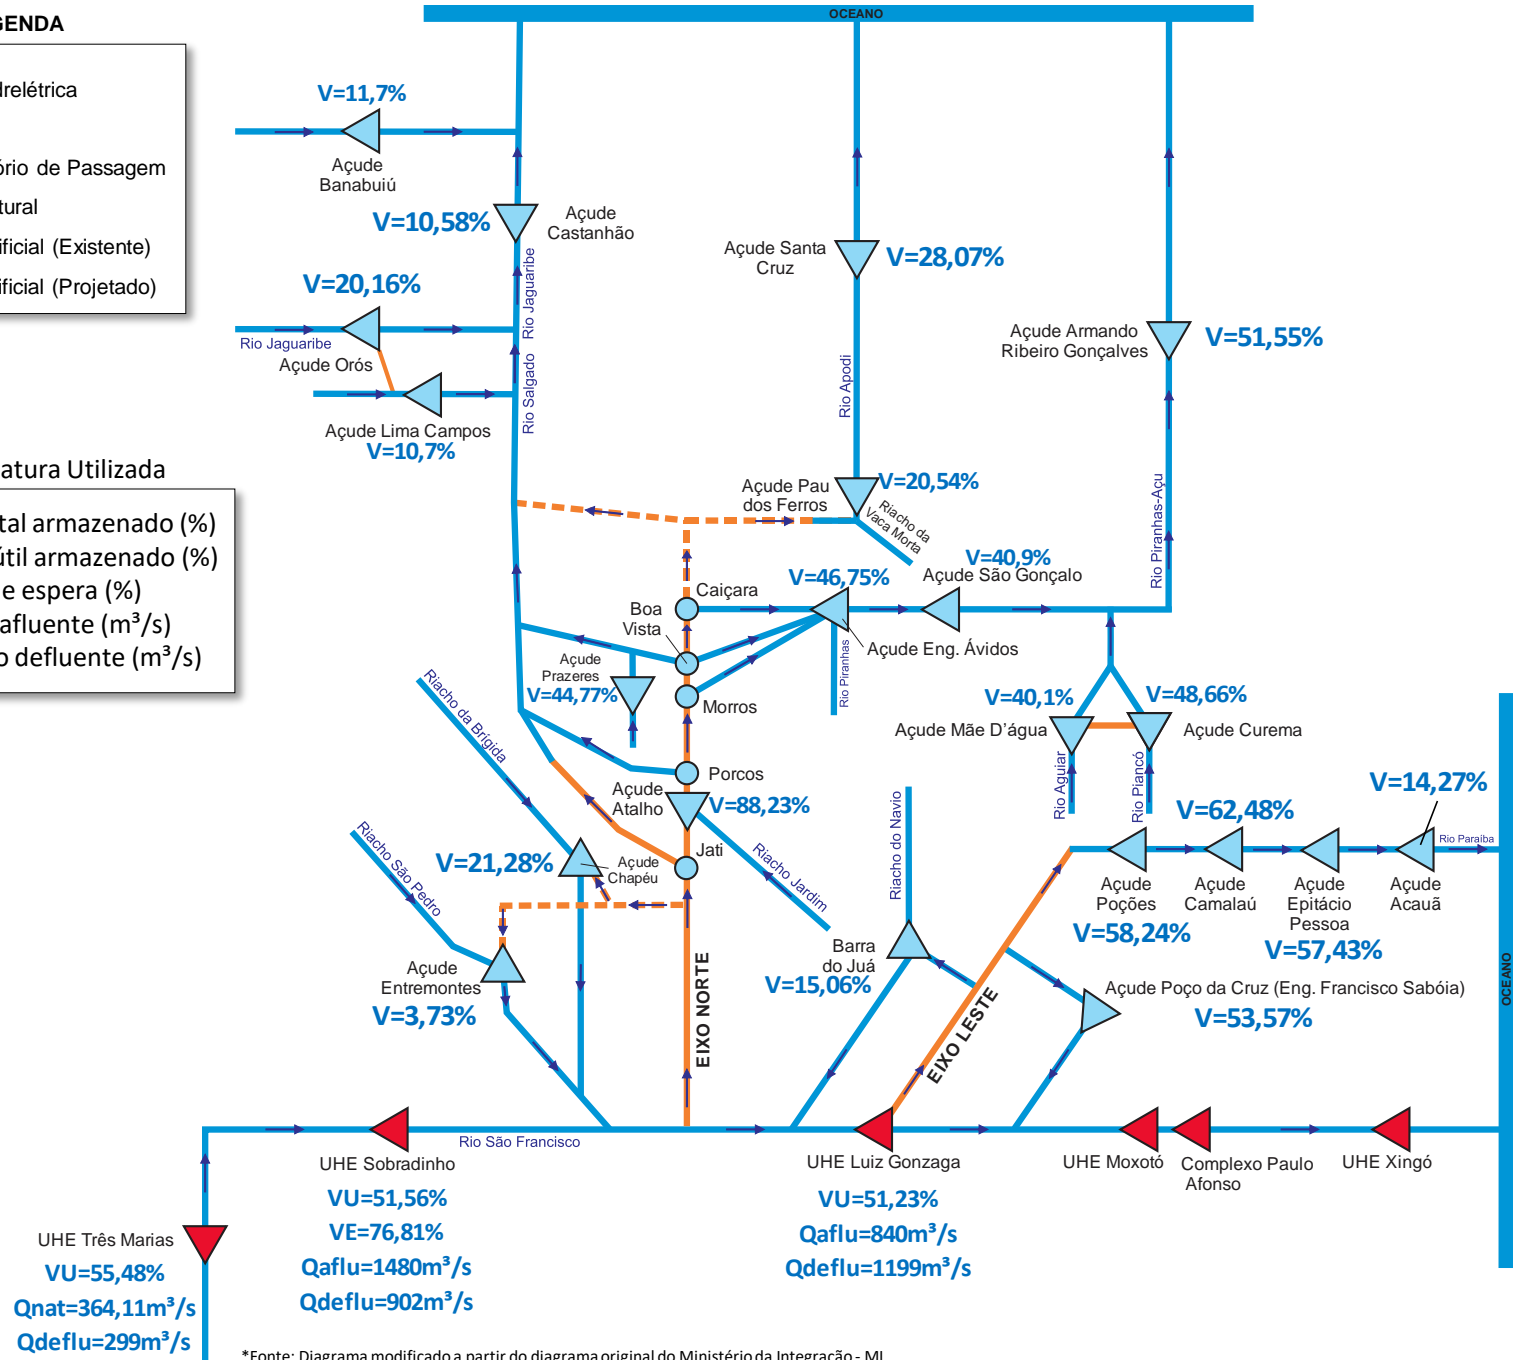 OCEANO
GENDA
drelétrica
ório de Passagem
tural
ificial (Existente)
ificial (Projetado)
V=11,7%
Açude
Banabuiú
V=10,58%
Açude
Castanhão
Rio Jaguaribe
V=20,16%
Rio Jaguaribe
Açude Orós
Rio Salgado
Açude Lima Campos
V=10,7%
Açude Santa
Cruz
V=28,07%
Rio Apodi
Açude Armando
Ribeiro Gonçalves
V=51,55%
Rio Piranhas-Açu
atura Utilizada
tal armazenado (%)
útil armazenado (%)
e espera (%)
afluente (m³/s)
o defluente (m³/s)
Açude Pau
dos Ferros
V=20,54%
Riacho da
Vaca Morta
V=40,9%
Açude São Gonçalo
V=46,75%
Açude Eng. Ávidos
Rio Piranhas
Caiçara
Boa
Vista
Morros
Açude
Prazeres
V=44,77%
Porcos
Açude
Atalho
V=88,23%
Jati
Riacho Jardim
Riacho da Brígida
Riacho São Pedro
V=21,28%
Açude
Chapéu
Açude
Entremontes
V=3,73%
EIXO NORTE
V=40,1%
Açude Mãe D’água
Rio Aguiar
V=48,66%
Açude Curema
Rio Piancó
V=14,27%
V=62,48%
Rio Paraíba
Açude
Poções
V=58,24%
Açude
Camalaú
Açude
Epitácio
Pessoa
V=57,43%
Açude
Acauã
Riacho do Navio
Barra
do Juá
V=15,06%
EIXO LESTE
Açude Poço da Cruz (Eng. Francisco Sabóia)
V=53,57%
OCEANO
Rio São Francisco
UHE Sobradinho
VU=51,56%
VE=76,81%
Qaflu=1480m³/s
Qdeflu=902m³/s
UHE Luiz Gonzaga
VU=51,23%
Qaflu=840m³/s
Qdeflu=1199m³/s
UHE Moxotó
Complexo Paulo
Afonso
UHE Xingó
UHE Três Marias
VU=55,48%
Qnat=364,11m³/s
Qdeflu=299m³/s
*Fonte: Diagrama modificado a partir do diagrama original do Ministério da Integração - MI